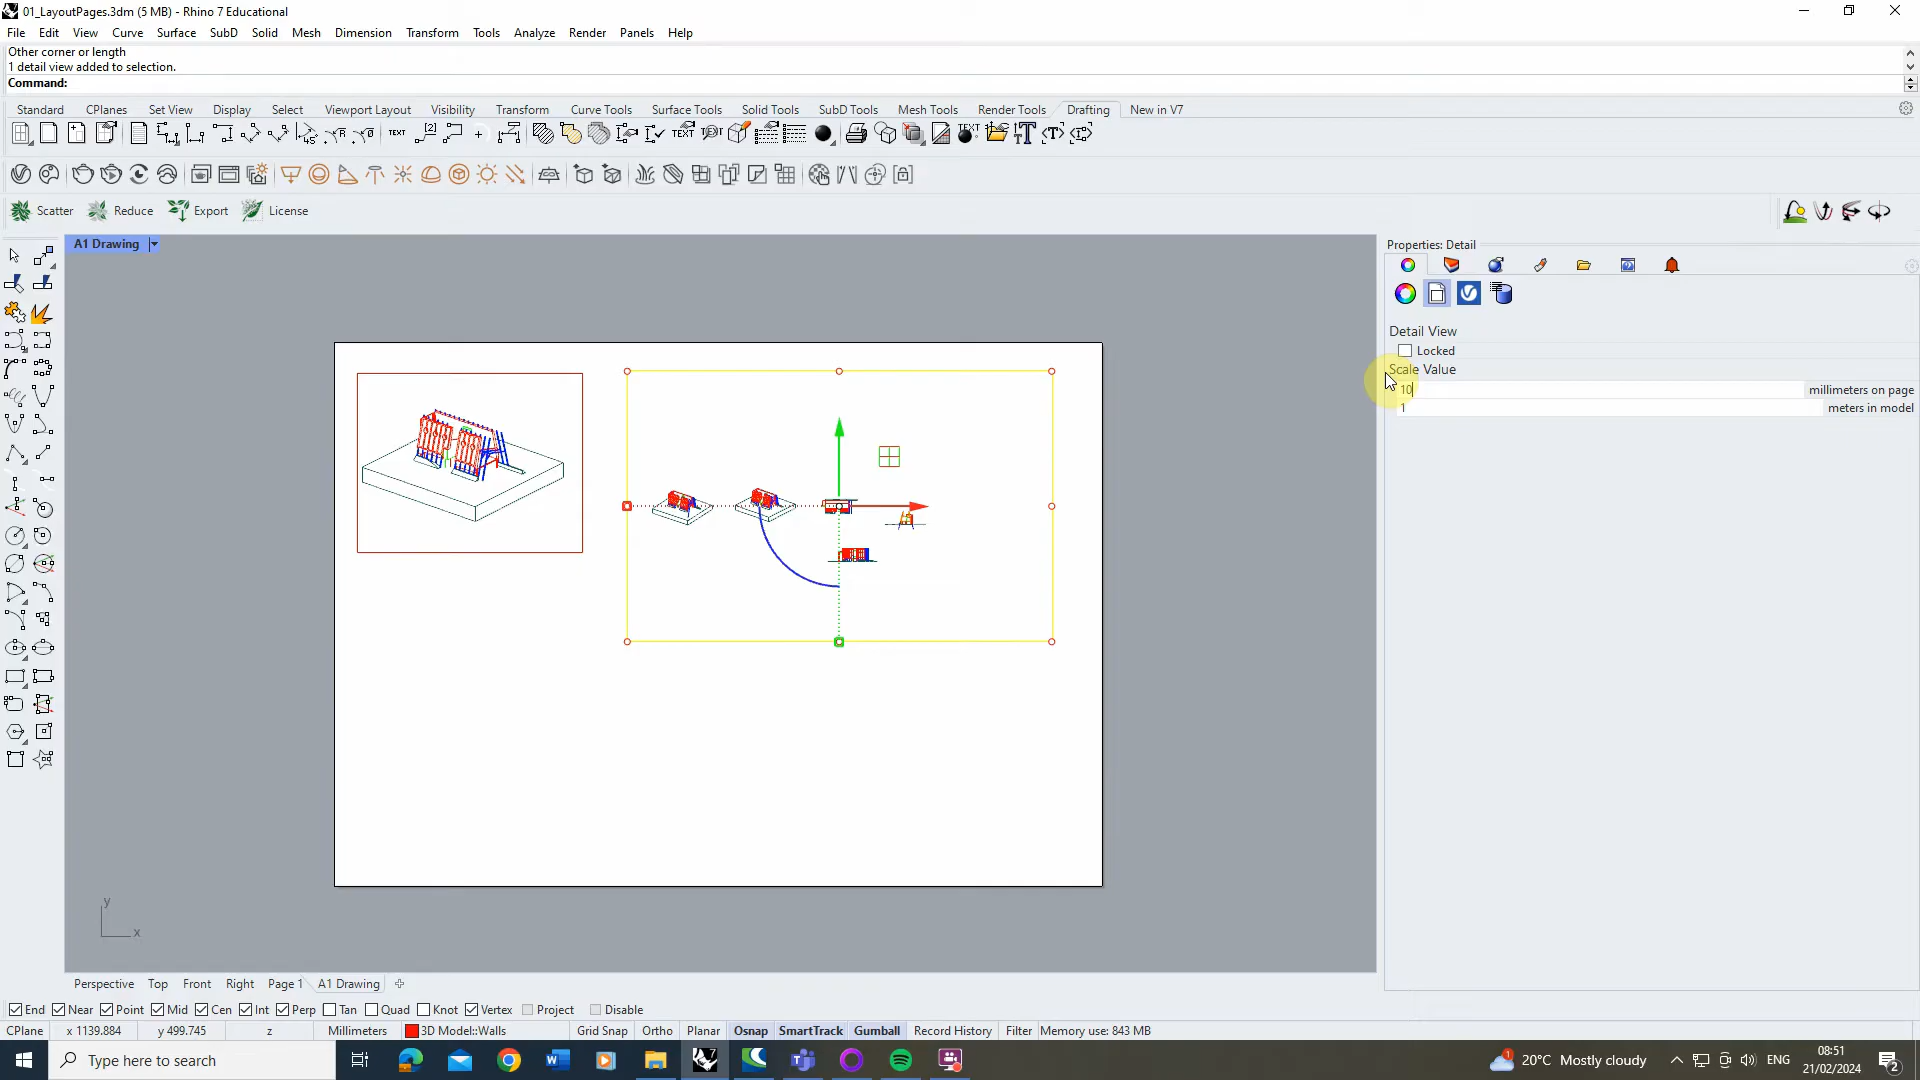 01_LayoutPages.3dm (5 MB) - Rhino 7 Educational
File Edit View Curve Surface SubD Solid Mesh Dimension Transform Tools Analyze Render Panels Help
Other corner or length
1 detail view added to selection.
Command:
Standard CPlanes Set View Display Select Viewport Layout Visibility Transform Curve Tools Surface Tools Solid Tools SubD Tools Mesh Tools Render Tools Drafting New in V7
Scatter Reduce Export License
A1 Drawing
Properties: Detail
Detail View
Locked
Scale Value
10 millimeters on page
1 meters in model
y
x
Perspective Top Front Right Page 1 A1 Drawing
End Near Point Mid Cen Int Perp Tan Quad Knot Vertex Project Disable
CPlane x 1139.884 y 499.745 z Millimeters 3D Model::Walls Grid Snap Ortho Planar Osnap SmartTrack Gumball Record History Filter Memory use: 843 MB
Type here to search
20°C Mostly cloudy
ENG
08:51
21/02/2024